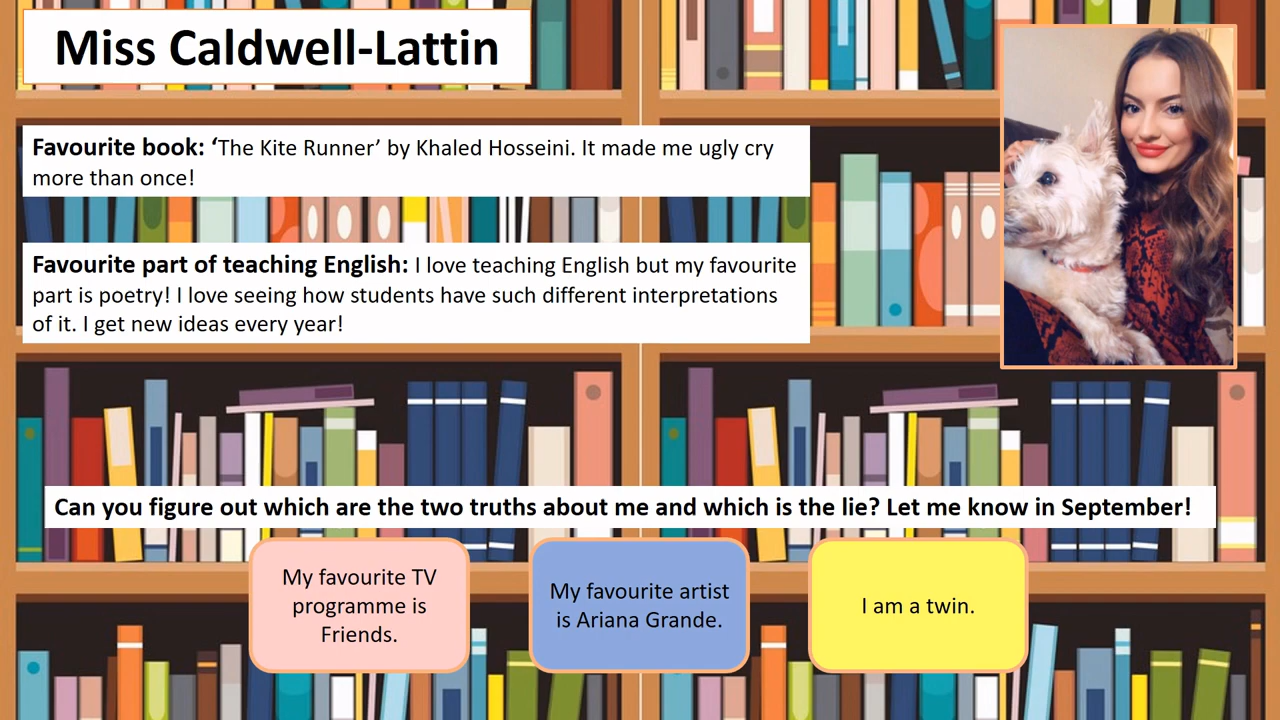 Miss Caldwell-Lattin
Favourite book: ‘The Kite Runner’ by Khaled Hosseini. It made me ugly cry
more than once!
Favourite part of teaching English: I love teaching English but my favourite
part is poetry! I love seeing how students have such different interpretations
of it. I get new ideas every year!
Can you figure out which are the two truths about me and which is the lie? Let me know in September!
My favourite TV
programme is
Friends.
My favourite artist
is Ariana Grande.
I am a twin.